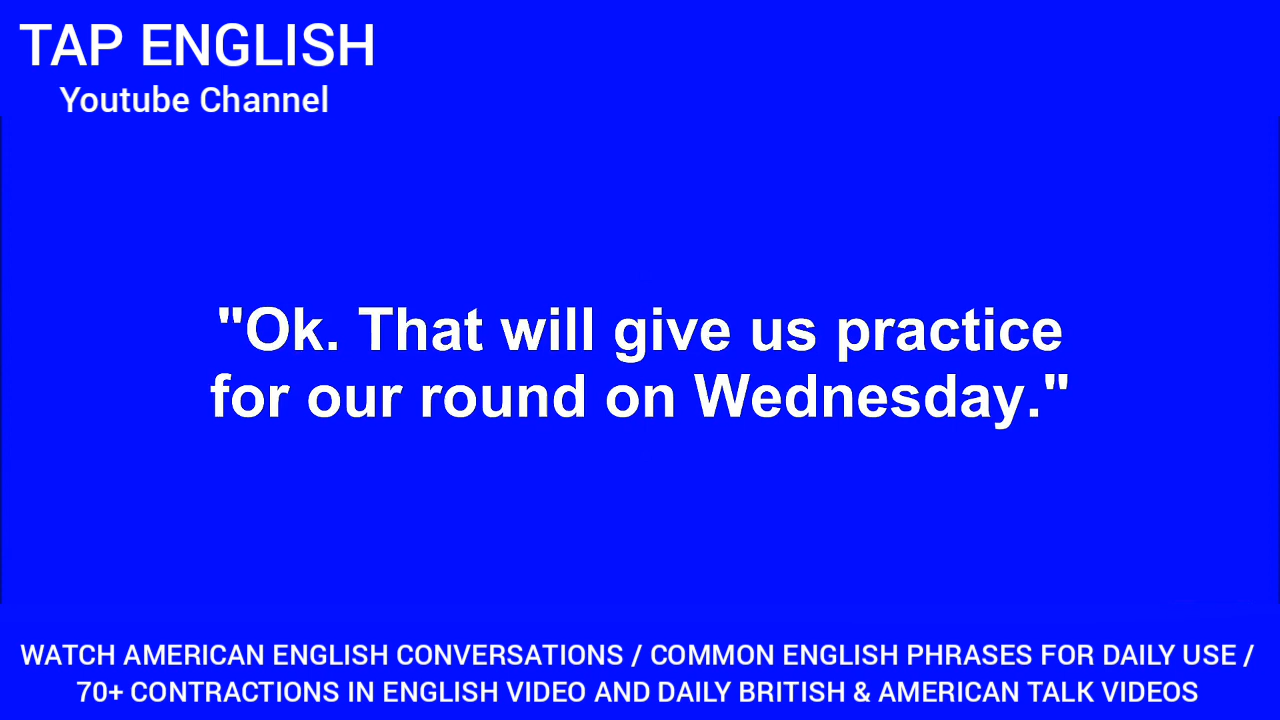 TAP ENGLISH
Youtube Channel
"Ok. That will give us practice
for our round on Wednesday."
WATCH AMERICAN ENGLISH CONVERSATIONS / COMMON ENGLISH PHRASES FOR DAILY USE /
70+ CONTRACTIONS IN ENGLISH VIDEO AND DAILY BRITISH & AMERICAN TALK VIDEOS